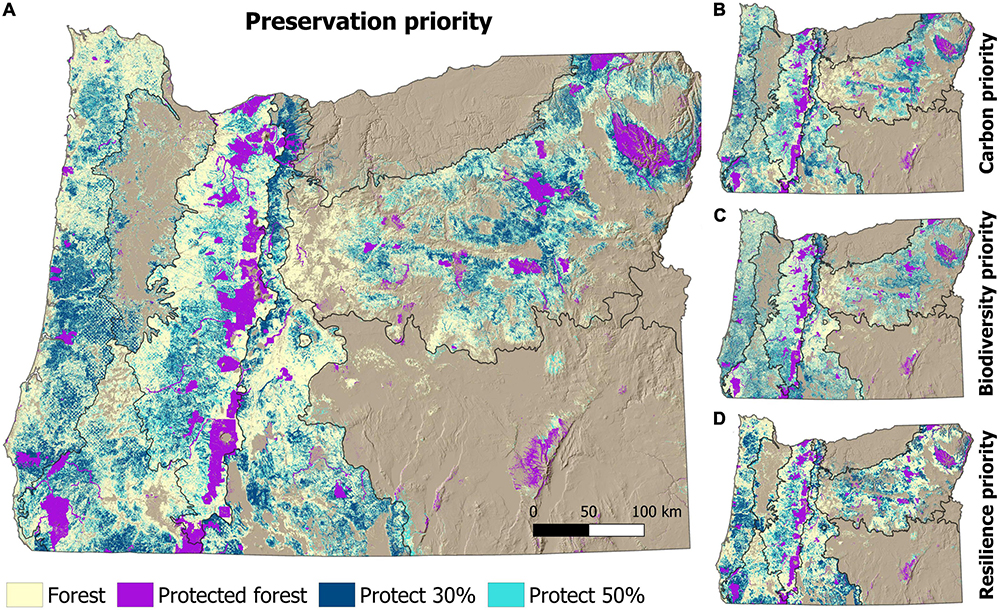 A
Preservation priority
0 50 100 km
Forest Protected forest Protect 30% Protect 50%
B
Carbon priority
C
Biodiversity priority
D
Resilience priority